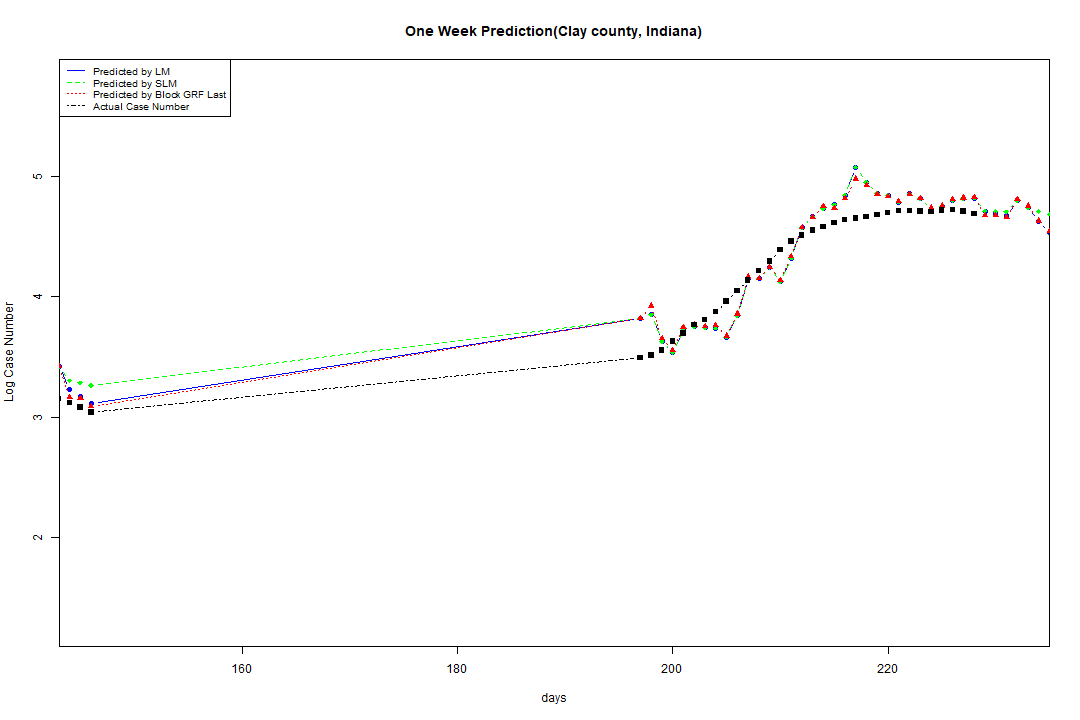 One Week Prediction(Clay county, Indiana)
Predicted by LM
Predicted by SLM
Predicted by Block GRF Last
Actual Case Number
5
4
3
2
Log Case Number
160 180 200 220
days